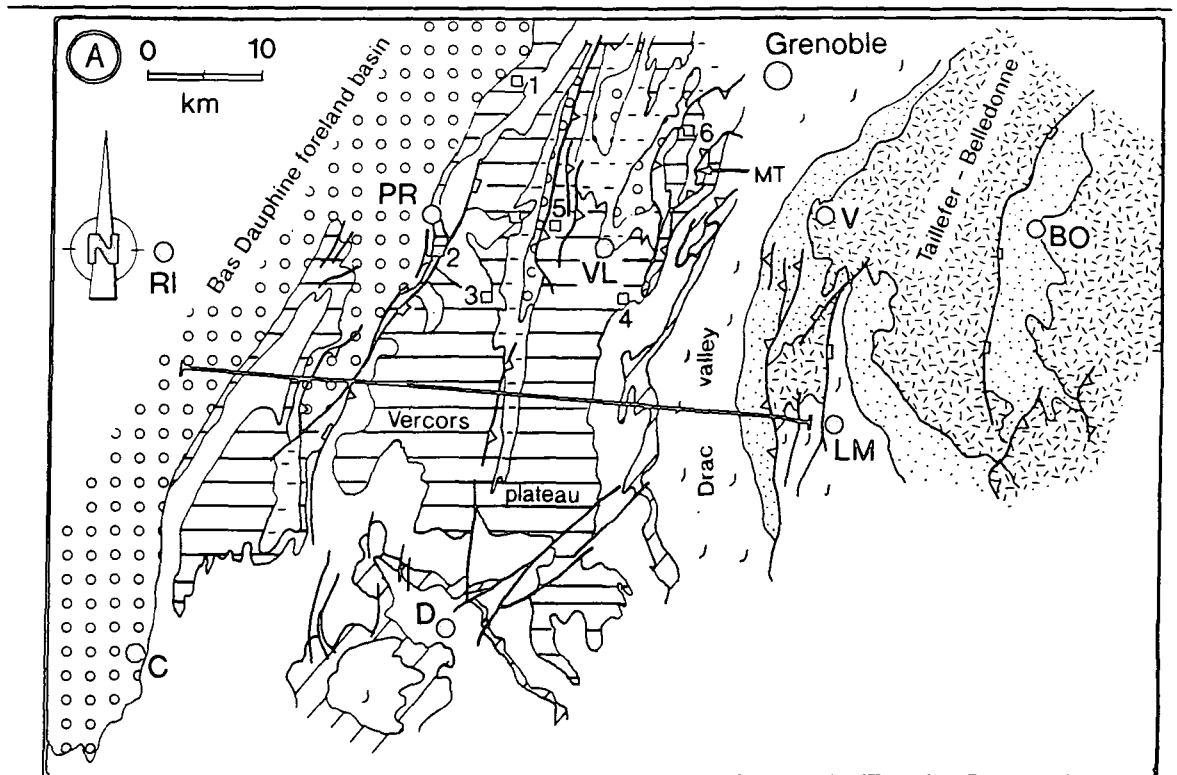 A
0 10
km
Grenoble
Bas Dauphine foreland basin
1
6
MT
Taillefer - Belledonne
N
RI
PR
2
3
5
VL
4
V
BO
Vercors
plateau
Drac valley
LM
D
C